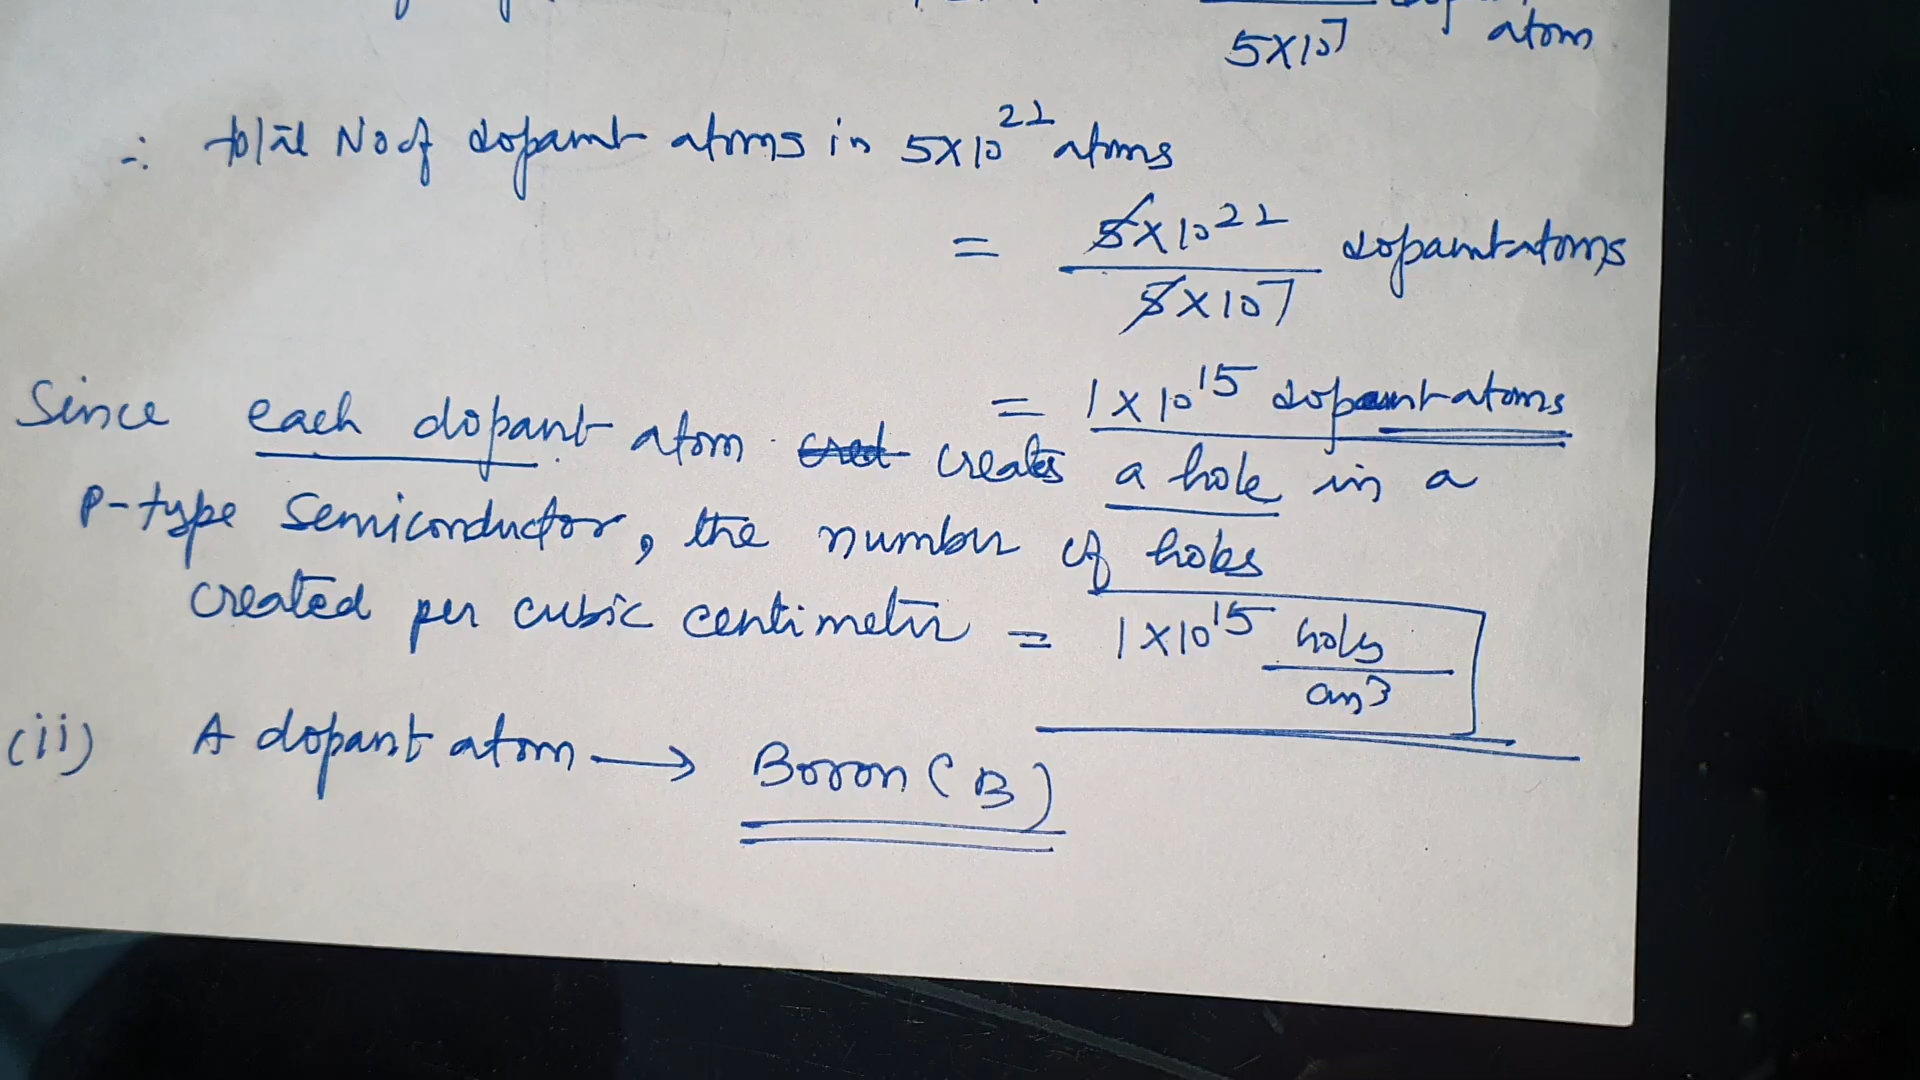 5×10⁷ atom
∴ total No of dopant atoms in 5×10²² atoms
= 5×10²² / 5×10⁷ dopant atoms
= 1×10¹⁵ dopant atoms
Since each dopant atom creates a hole in a
P-type Semiconductor, the number of holes
created per cubic centimeter = 1×10¹⁵ holes / cm³
(ii) A dopant atom → Boron (B)